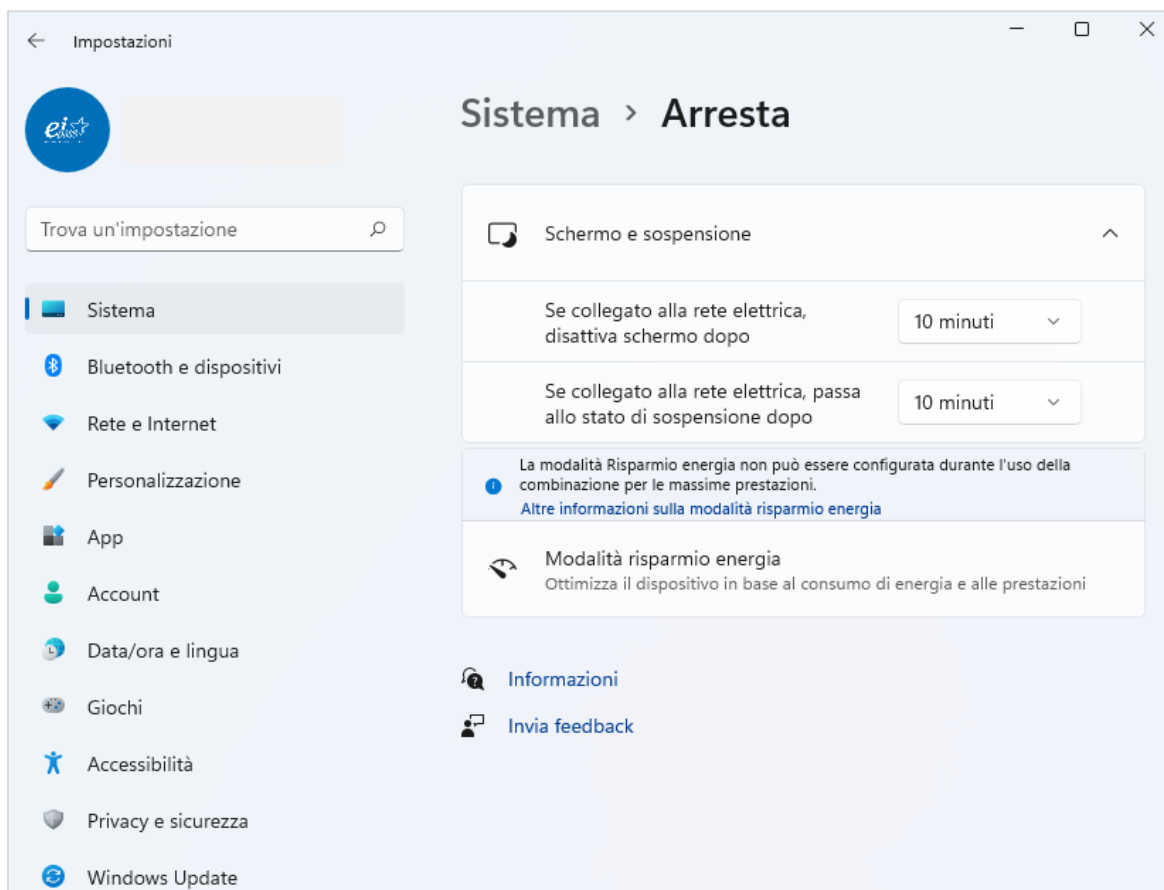 Impostazioni
ei
Sistema > Arresta
Trova un'impostazione
Sistema
Bluetooth e dispositivi
Rete e Internet
Personalizzazione
App
Account
Data/ora e lingua
Giochi
Accessibilità
Privacy e sicurezza
Windows Update
Schermo e sospensione
Se collegato alla rete elettrica,
disattiva schermo dopo
10 minuti
Se collegato alla rete elettrica, passa
allo stato di sospensione dopo
10 minuti
La modalità Risparmio energia non può essere configurata durante l'uso della
combinazione per le massime prestazioni.
Altre informazioni sulla modalità risparmio energia
Modalità risparmio energia
Ottimizza il dispositivo in base al consumo di energia e alle prestazioni
Informazioni
Invia feedback